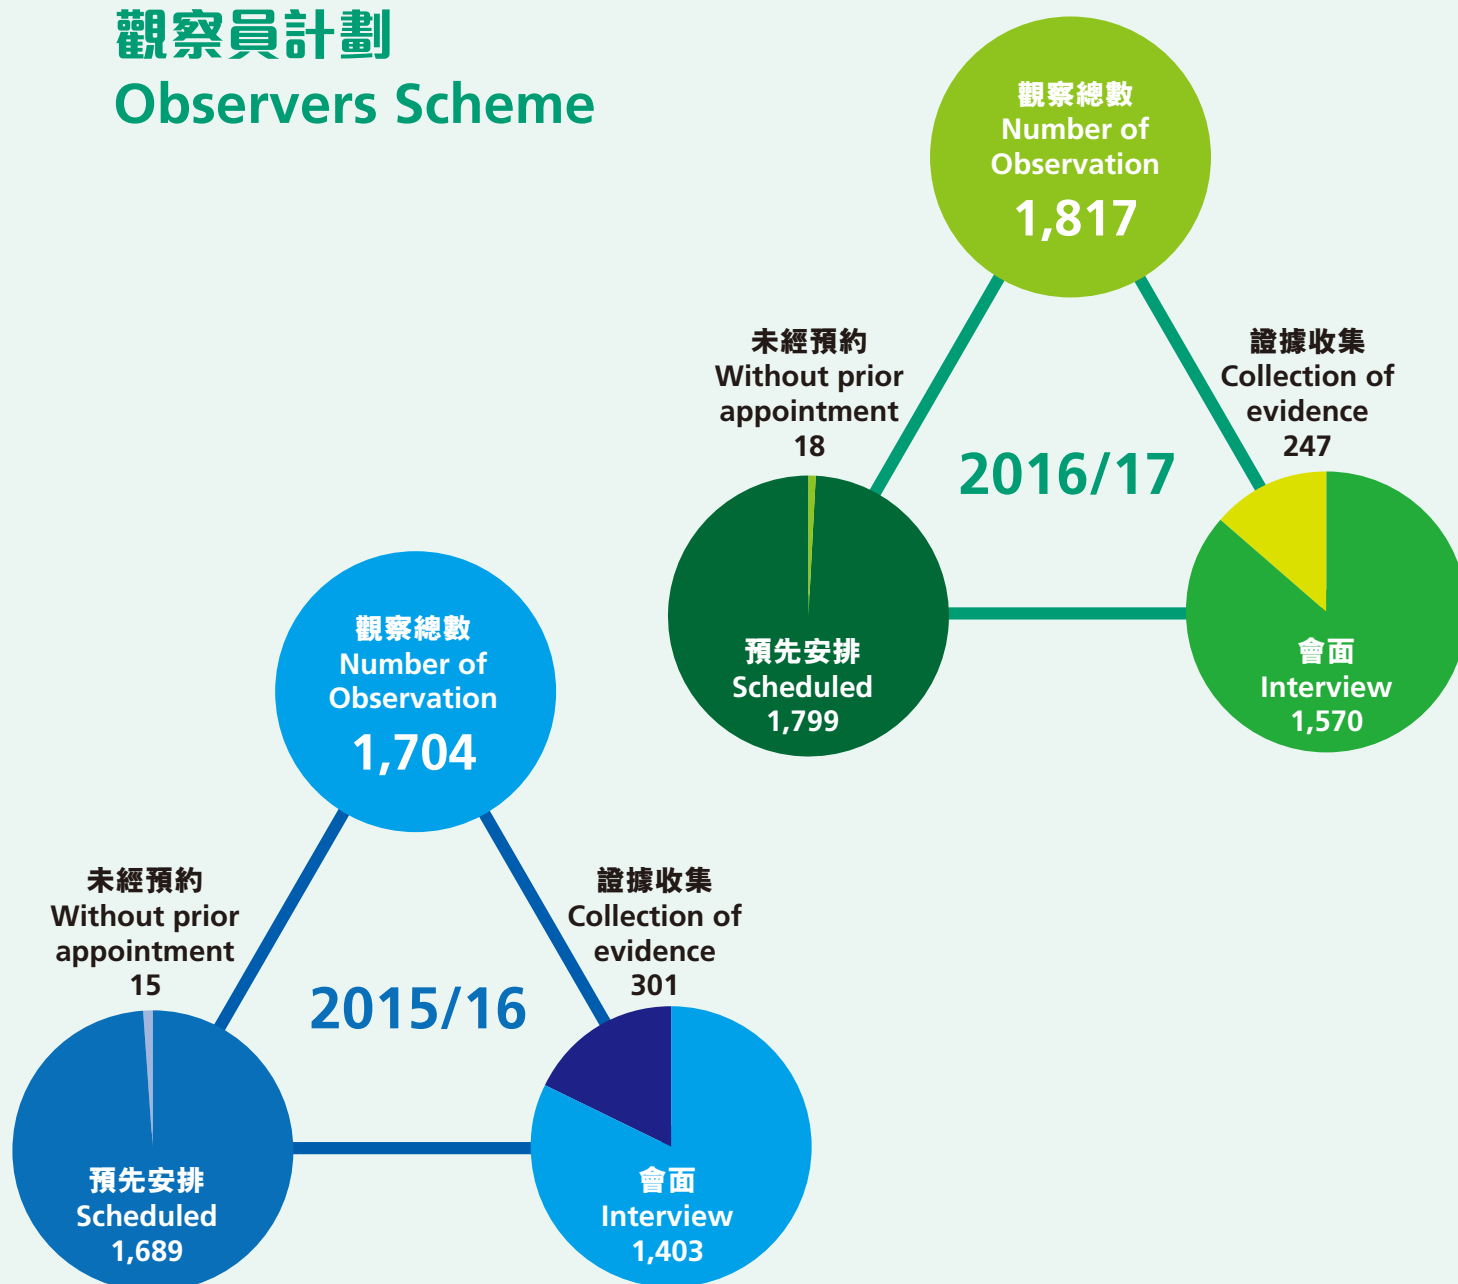 觀察員計劃
Observers Scheme
觀察總數
Number of
Observation
1,817
未經預約
Without prior
appointment
18
證據收集
Collection of
evidence
247
2016/17
預先安排
Scheduled
1,799
會面
Interview
1,570
觀察總數
Number of
Observation
1,704
未經預約
Without prior
appointment
15
證據收集
Collection of
evidence
301
2015/16
預先安排
Scheduled
1,689
會面
Interview
1,403